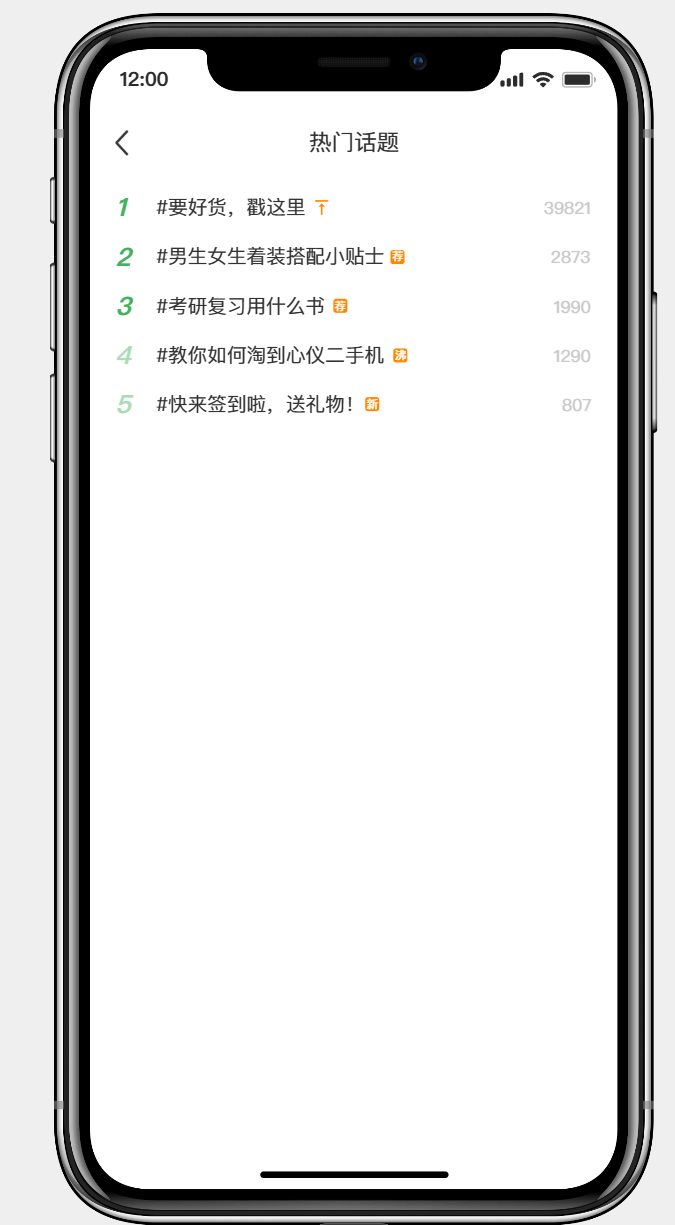 12:00
热门话题
1 #要好货，戳这里 39821
2 #男生女生着装搭配小贴士 荐 2873
3 #考研复习用什么书 荐 1990
4 #教你如何淘到心仪二手机 沸 1290
5 #快来签到啦，送礼物！ 新 807